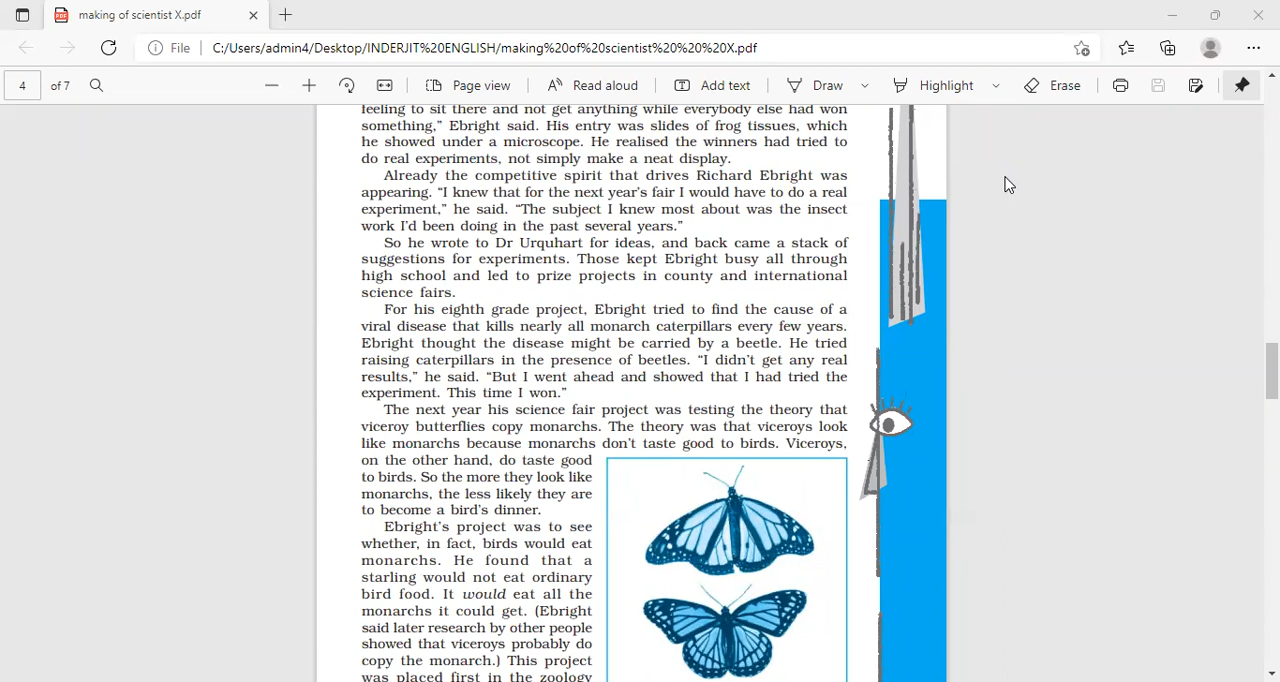 making of scientist X.pdf
File C:/Users/admin4/Desktop/INDERJIT%20ENGLISH/making%20of%20scientist%20%20%20X.pdf
4 of 7 Page view Read aloud Add text Draw Highlight Erase
feeling to sit there and not get anything while everybody else had won
something,” Ebright said. His entry was slides of frog tissues, which
he showed under a microscope. He realised the winners had tried to
do real experiments, not simply make a neat display.
Already the competitive spirit that drives Richard Ebright was
appearing. “I knew that for the next year's fair I would have to do a real
experiment,” he said. “The subject I knew most about was the insect
work I'd been doing in the past several years.”
So he wrote to Dr Urquhart for ideas, and back came a stack of
suggestions for experiments. Those kept Ebright busy all through
high school and led to prize projects in county and international
science fairs.
For his eighth grade project, Ebright tried to find the cause of a
viral disease that kills nearly all monarch caterpillars every few years.
Ebright thought the disease might be carried by a beetle. He tried
raising caterpillars in the presence of beetles. “I didn't get any real
results,” he said. “But I went ahead and showed that I had tried the
experiment. This time I won.”
The next year his science fair project was testing the theory that
viceroy butterflies copy monarchs. The theory was that viceroys look
like monarchs because monarchs don't taste good to birds. Viceroys,
on the other hand, do taste good
to birds. So the more they look like
monarchs, the less likely they are
to become a bird's dinner.
Ebright's project was to see
whether, in fact, birds would eat
monarchs. He found that a
starling would not eat ordinary
bird food. It would eat all the
monarchs it could get. (Ebright
said later research by other people
showed that viceroys probably do
copy the monarch.) This project
was placed first in the zoology